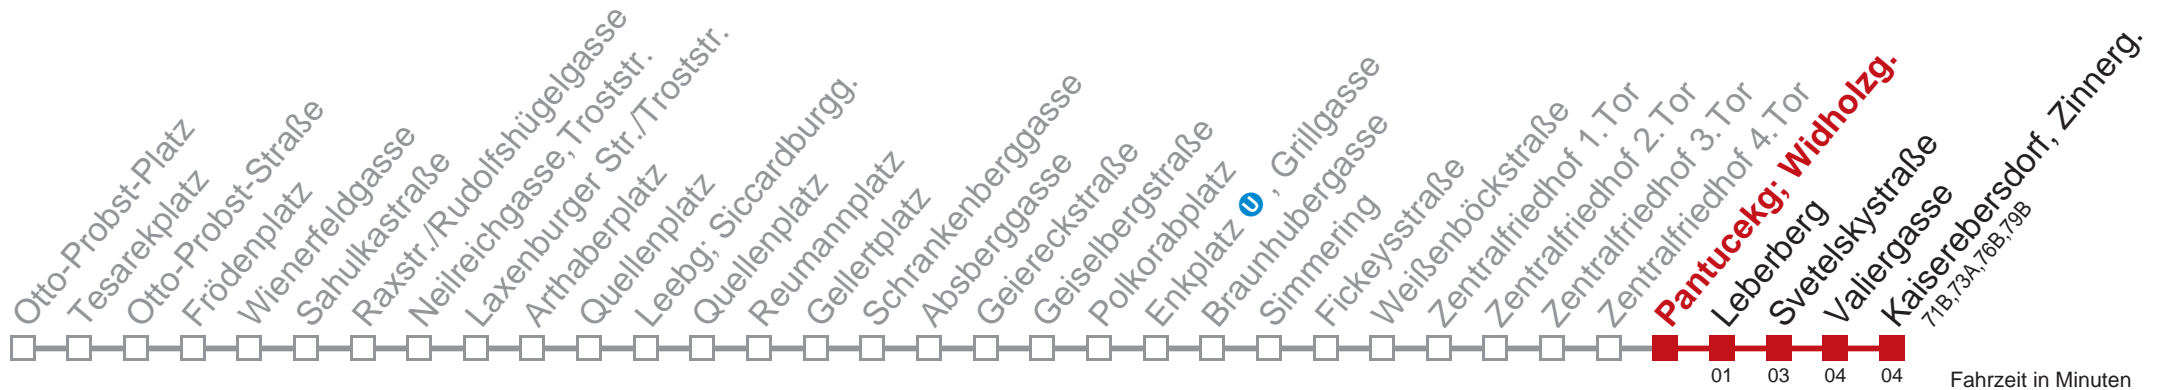 Otto-Probst-Platz
Tesarekplatz
Otto-Probst-Straße
Frödenplatz
Wienerfeldgasse
Sahulkastraße
Raxstr./Rudolfshügelgasse
Neilreichgasse,Troststr.
Laxenburger Str./Troststr.
Arthaberplatz
Quellenplatz
Leebg; Siccardburgg.
Quellenplatz
Reumannplatz
Gellertplatz
Schrankenberggasse
Absberggasse
Geiereckstraße
Geiselbergstraße
Polkorabplatz
Enkplatz U , Grillgasse
Braunhubergasse
Simmering
Fickeysstraße
Weißenböckstraße
Zentralfriedhof 1.Tor
Zentralfriedhof 2.Tor
Zentralfriedhof 3.Tor
Zentralfriedhof 4.Tor
Pantucekg; Widholzg.
Leberberg
Svetelskystraße
Valiergasse
Kaiserebersdorf, Zinnerg.
71B,73A,76B,79B
01 03 04 04
Fahrzeit in Minuten